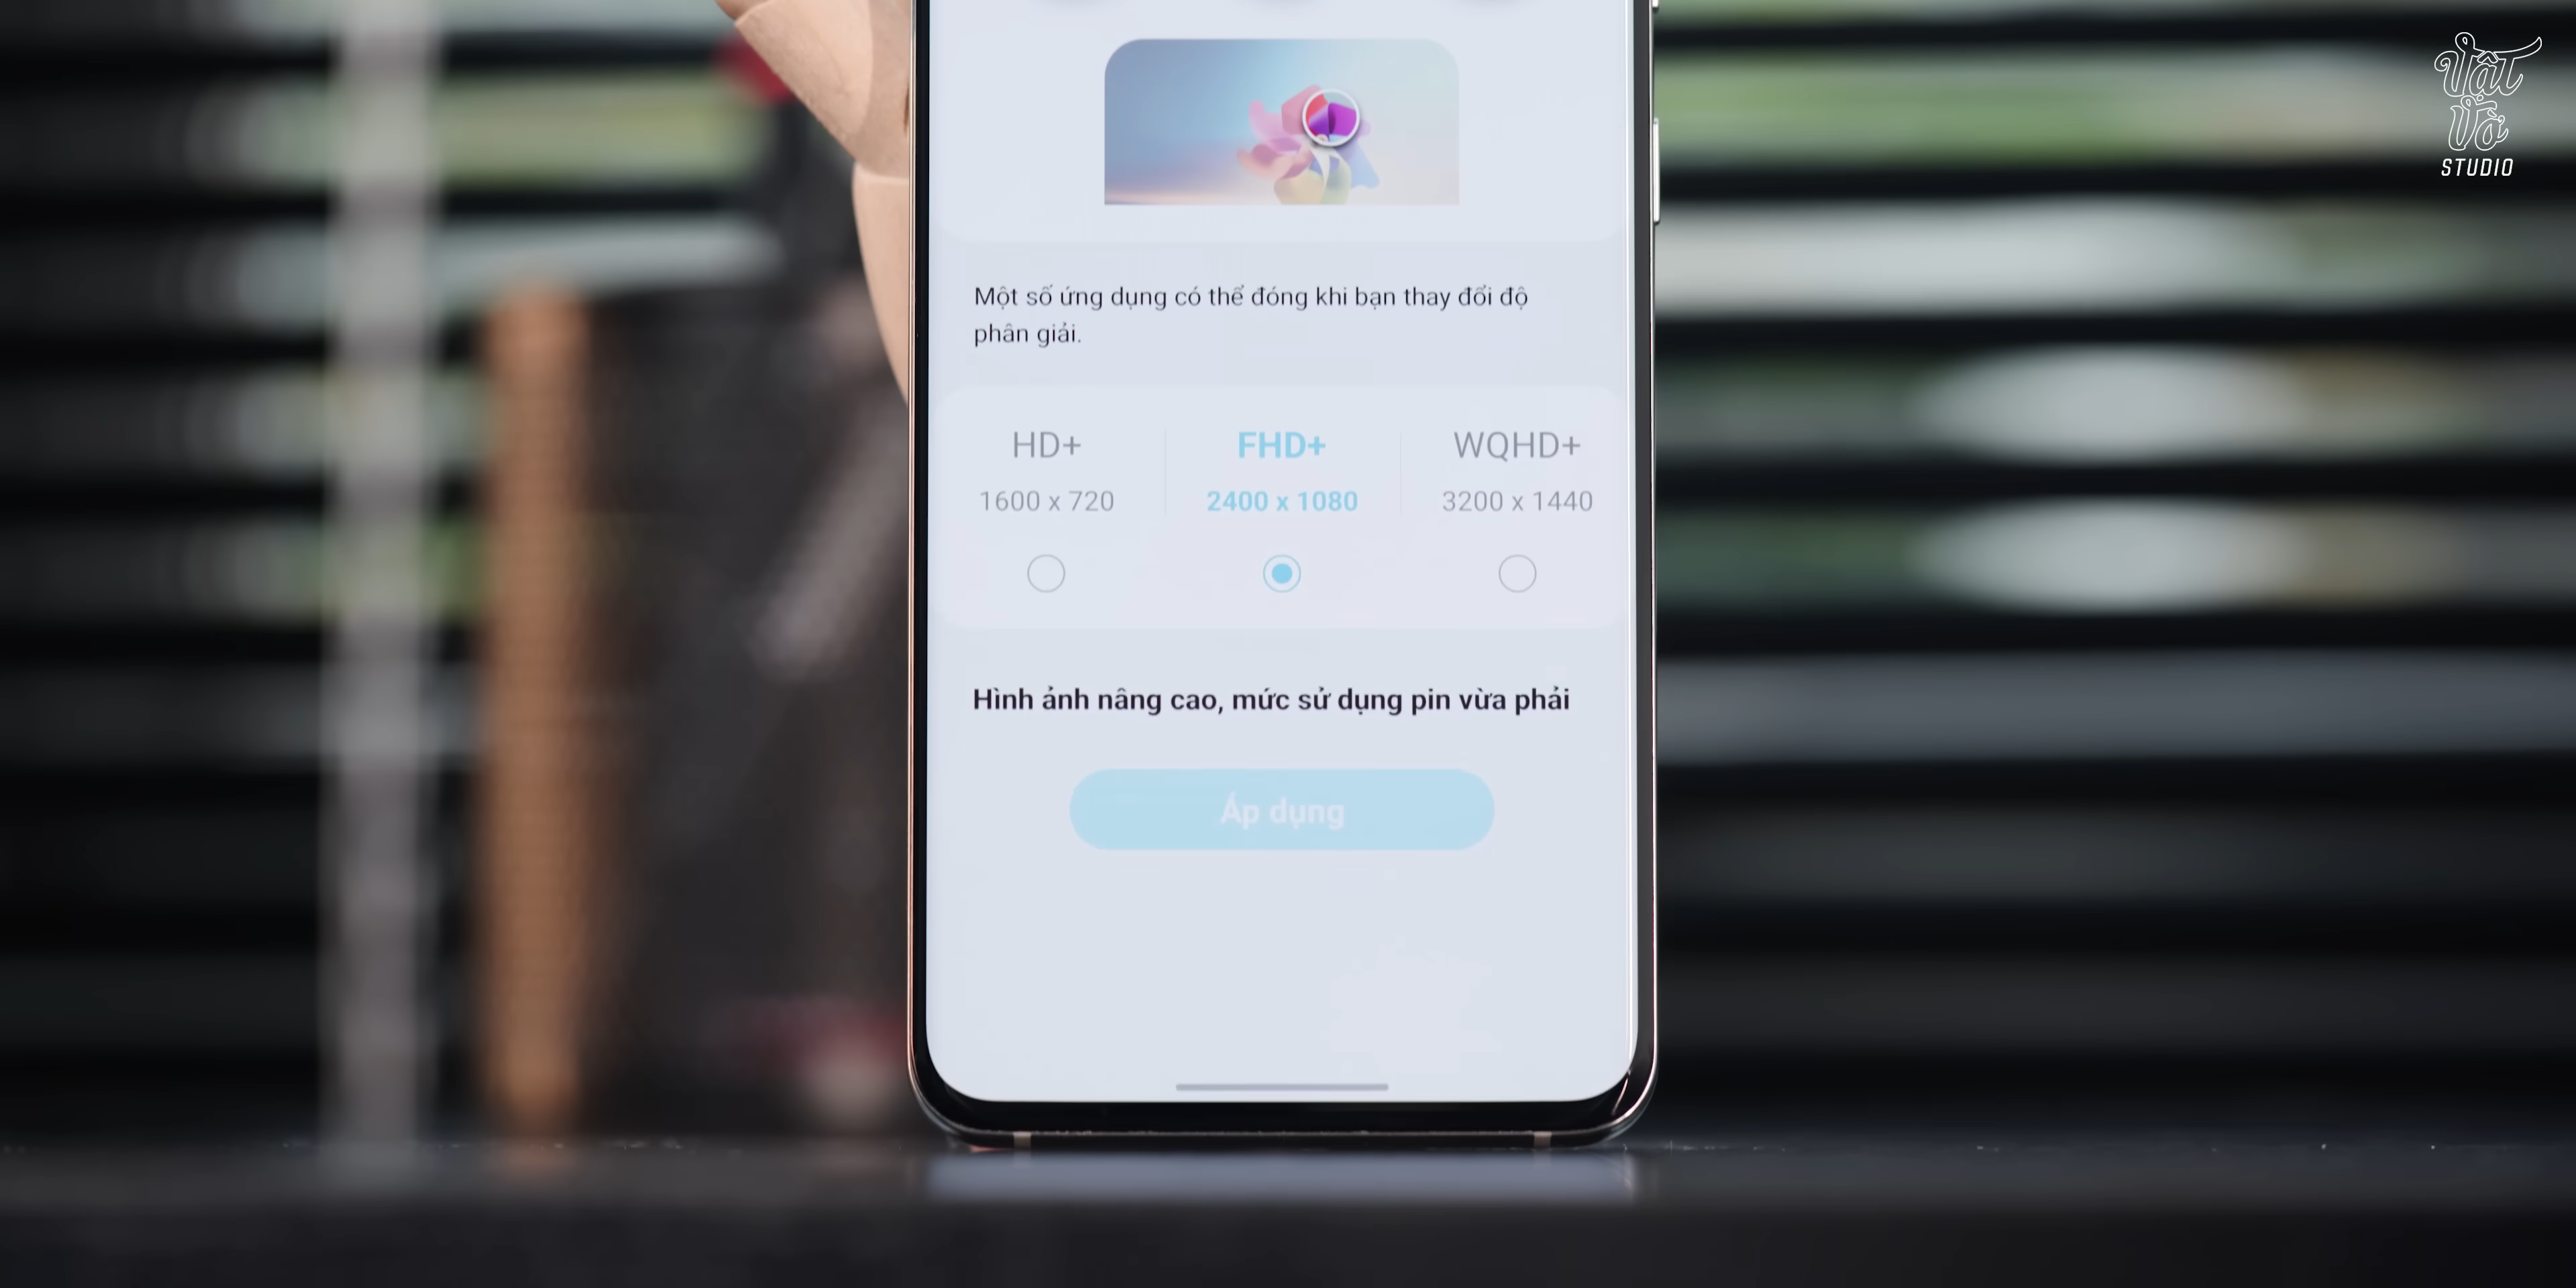 Vật
Vờ
STUDIO
Một số ứng dụng có thể đóng khi bạn thay đổi độ
phân giải.
HD+ FHD+ WQHD+
1600 x 720 2400 x 1080 3200 x 1440
Hình ảnh nâng cao, mức sử dụng pin vừa phải
Áp dụng